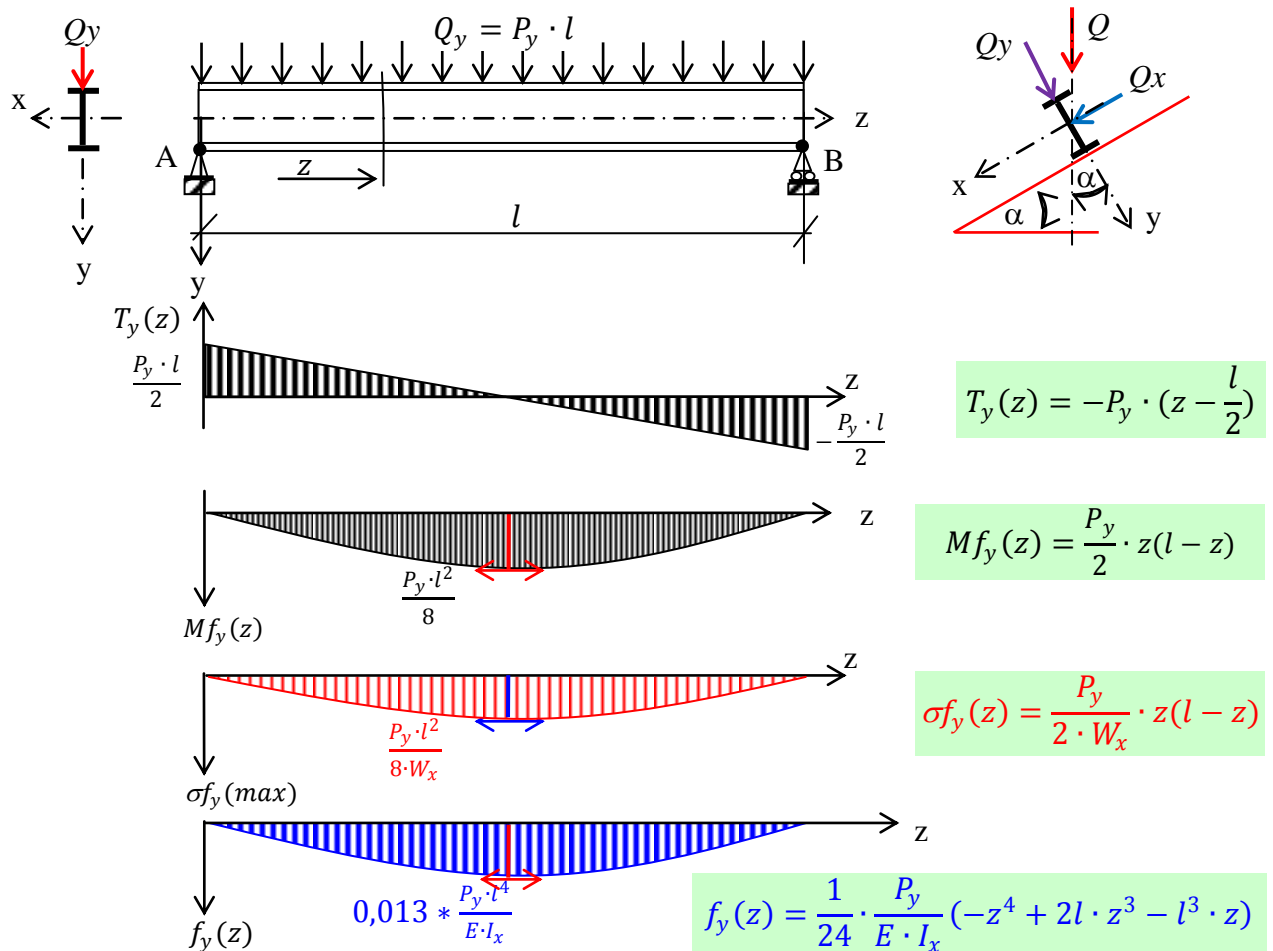 Qy
Q_y = P_y · l
Q
Qy
Qx
x
z
A
B
z
x
α
α
y
l
y
y
T_y(z)
P_y · l / 2
z
T_y(z) = −P_y · (z − l/2)
−P_y · l / 2
z
Mf_y(z) = P_y/2 · z(l − z)
P_y·l² / 8
Mf_y(z)
z
σf_y(z) = P_y/(2 · W_x) · z(l − z)
P_y·l² / 8·W_x
σf_y(max)
z
0,013 * P_y·l⁴ / E·I_x
f_y(z) = 1/24 · P_y/(E · I_x) (−z⁴ + 2l · z³ − l³ · z)
f_y(z)